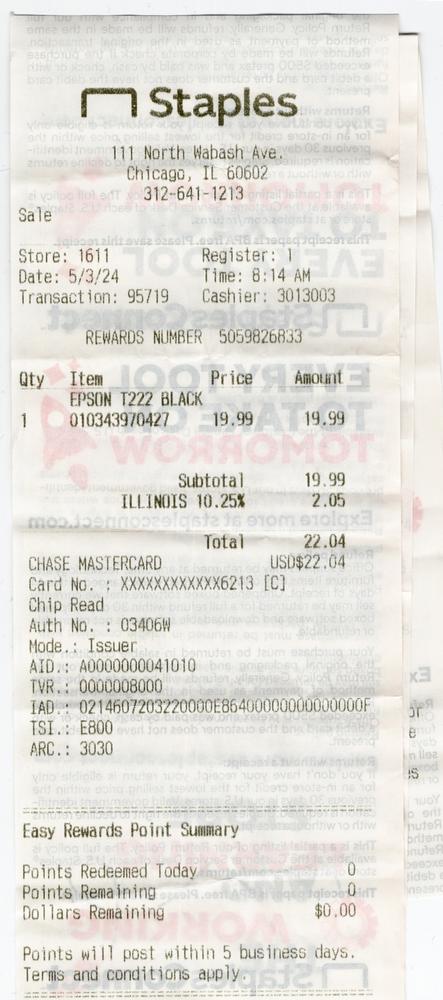 Staples
111 North Wabash Ave.
Chicago, IL 60602
312-641-1213
Sale
Store: 1611 Register: 1
Date: 5/3/24 Time: 8:14 AM
Transaction: 95719 Cashier: 3013003
REWARDS NUMBER 5059826833
Qty Item Price Amount
EPSON T222 BLACK
1 010343970427 19.99 19.99
Subtotal 19.99
ILLINOIS 10.25% 2.05
Total 22.04
CHASE MASTERCARD USD$22.04
Card No. : XXXXXXXXXXXX6213 [C]
Chip Read
Auth No. : 03406W
Mode.: Issuer
AID.: A0000000041010
TVR.: 0000008000
IAD.: 0214607203220000E86400000000000000F
TSI.: E800
ARC.: 3030
Easy Rewards Point Summary
Points Redeemed Today 0
Points Remaining 0
Dollars Remaining $0.00
Points will post within 5 business days.
Terms and conditions apply.